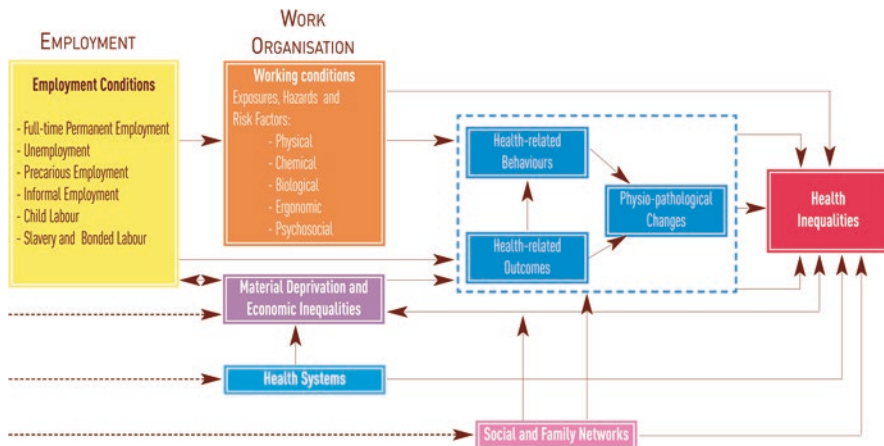 EMPLOYMENT
WORK
ORGANISATION
Employment Conditions
- Full-time Permanent Employment
- Unemployment
- Precarious Employment
- Informal Employment
- Child Labour
- Slavery and Bonded Labour
Working conditions
Exposures, Hazards and
Risk Factors:
- Physical
- Chemical
- Biological
- Ergonomic
- Psychosocial
Health-related
Behaviours
Physio-pathological
Changes
Health-related
Outcomes
Health
Inequalities
Material Deprivation and
Economic Inequalities
Health Systems
Social and Family Networks